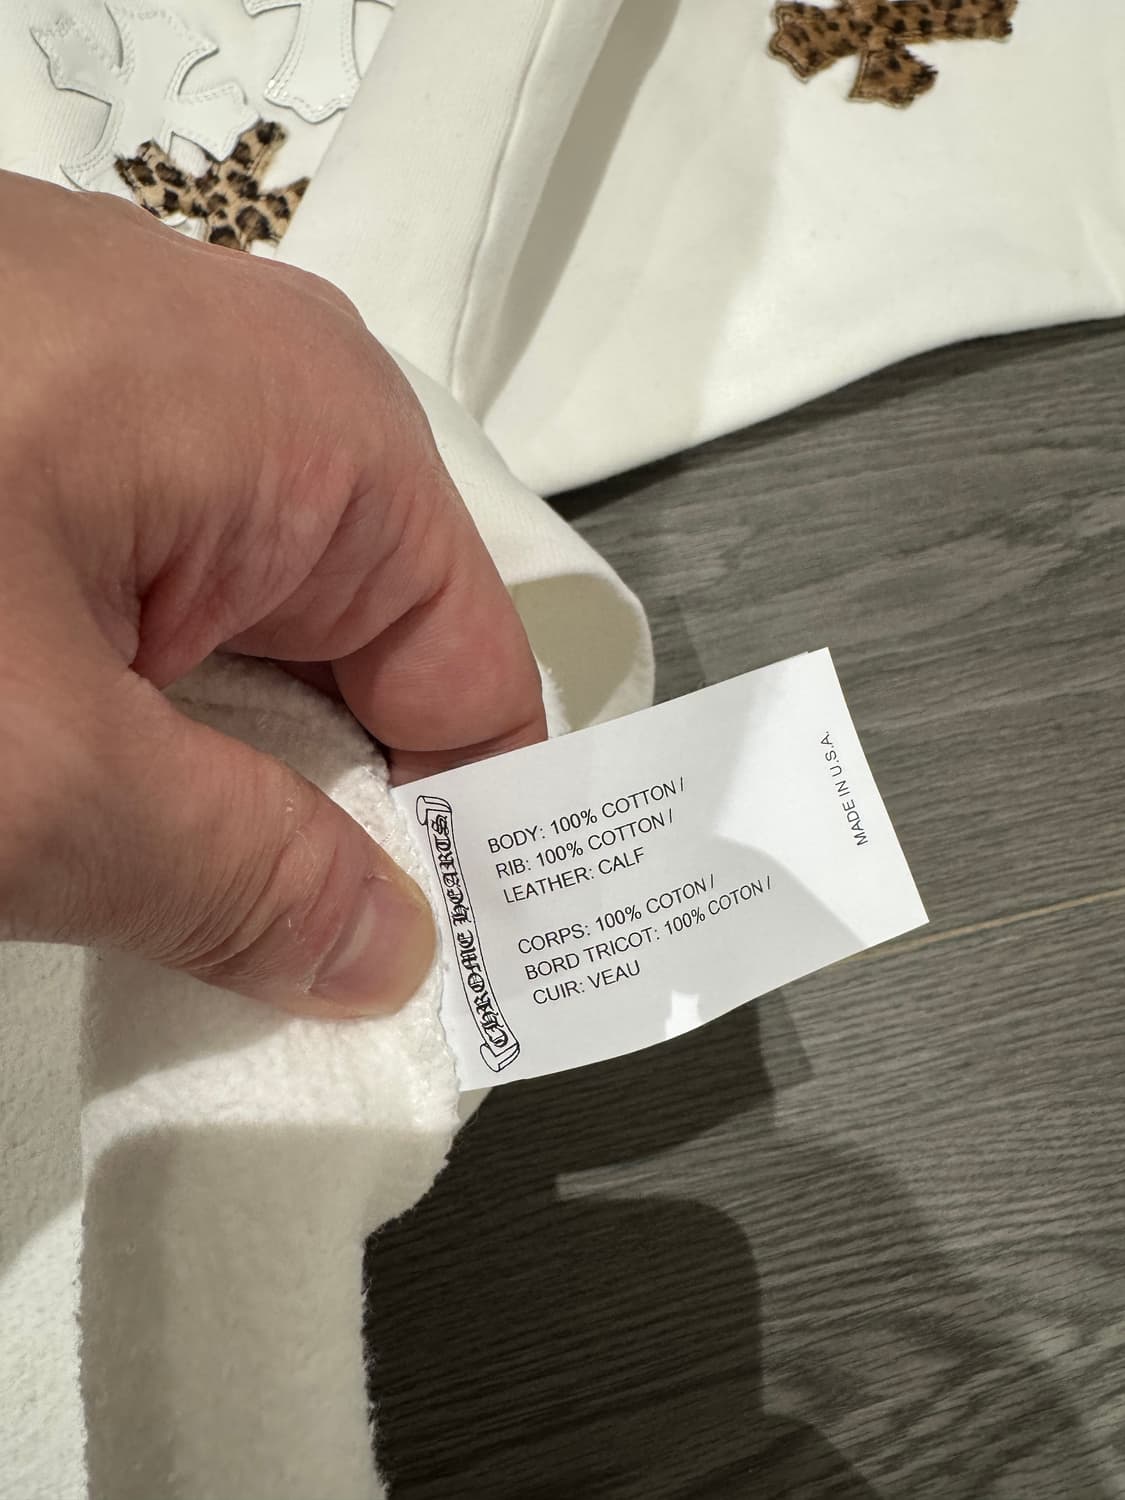 CHROME HEARTS
BODY: 100% COTTON /
RIB: 100% COTTON /
LEATHER: CALF
CORPS: 100% COTON /
BORD TRICOT: 100% COTON /
CUIR: VEAU
MADE IN U.S.A.